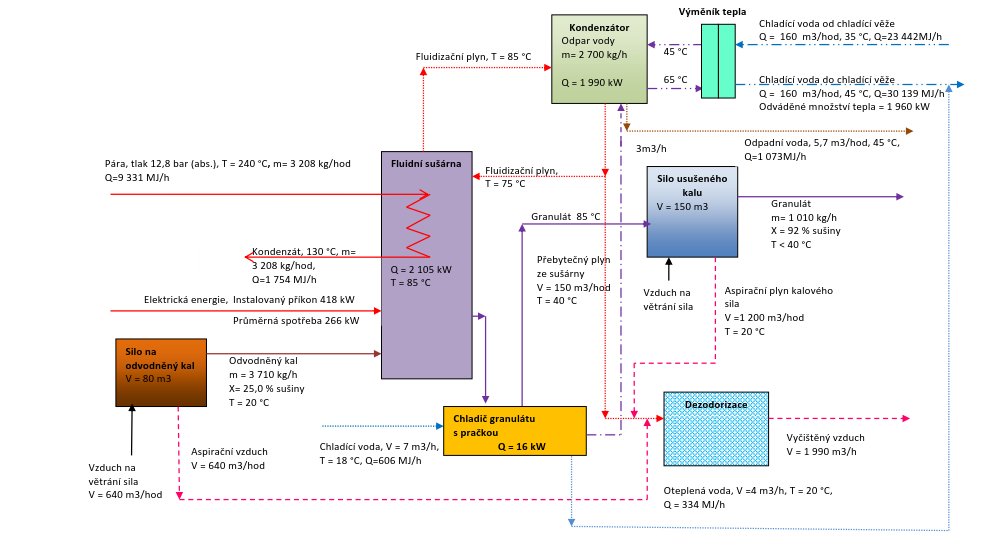 Výměník tepla
Chladící voda od chladící věže
Q = 160 m3/hod, 35 °C, Q=23 442MJ/h
Kondenzátor
Odpar vody
m= 2 700 kg/h
Q = 1 990 kW
45 °C
65 °C
Chladící voda do chladící věže
Q = 160 m3/hod, 45 °C, Q=30 139 MJ/h
Odváděné množství tepla = 1 960 kW
Fluidizační plyn, T = 85 °C
3m3/h
Odpadní voda, 5,7 m3/hod, 45 °C,
Q=1 073MJ/h
Pára, tlak 12,8 bar (abs.), T = 240 °C, m= 3 208 kg/hod
Q=9 331 MJ/h
Fluidní sušárna
Q = 2 105 kW
T = 85 °C
Fluidizační plyn,
T = 75 °C
Silo usušeného
kalu
V = 150 m3
Granulát
m= 1 010 kg/h
X = 92 % sušiny
T < 40 °C
Granulát 85 °C
Kondenzát, 130 °C, m=
3 208 kg/hod,
Q=1 754 MJ/h
Přebytečný plyn
ze sušárny
V = 150 m3/hod
T = 40 °C
Vzduch na
větrání sila
Aspirační plyn kalového
sila
V =1 200 m3/hod
T = 20 °C
Elektrická energie, Instalovaný příkon 418 kW
Průměrná spotřeba 266 kW
Silo na
odvodněný kal
V = 80 m3
Odvodněný kal
m = 3 710 kg/h
X= 25,0 % sušiny
T = 20 °C
Chladič granulátu
s pračkou
Q = 16 kW
Dezodorizace
Vyčištěný vzduch
V = 1 990 m3/h
Chládící voda, V = 7 m3/h,
T = 18 °C, Q=606 MJ/h
Aspirační vzduch
V = 640 m3/hod
Vzduch na
větrání sila
V = 640 m3/hod
Oteplená voda, V =4 m3/h, T = 20 °C,
Q = 334 MJ/h